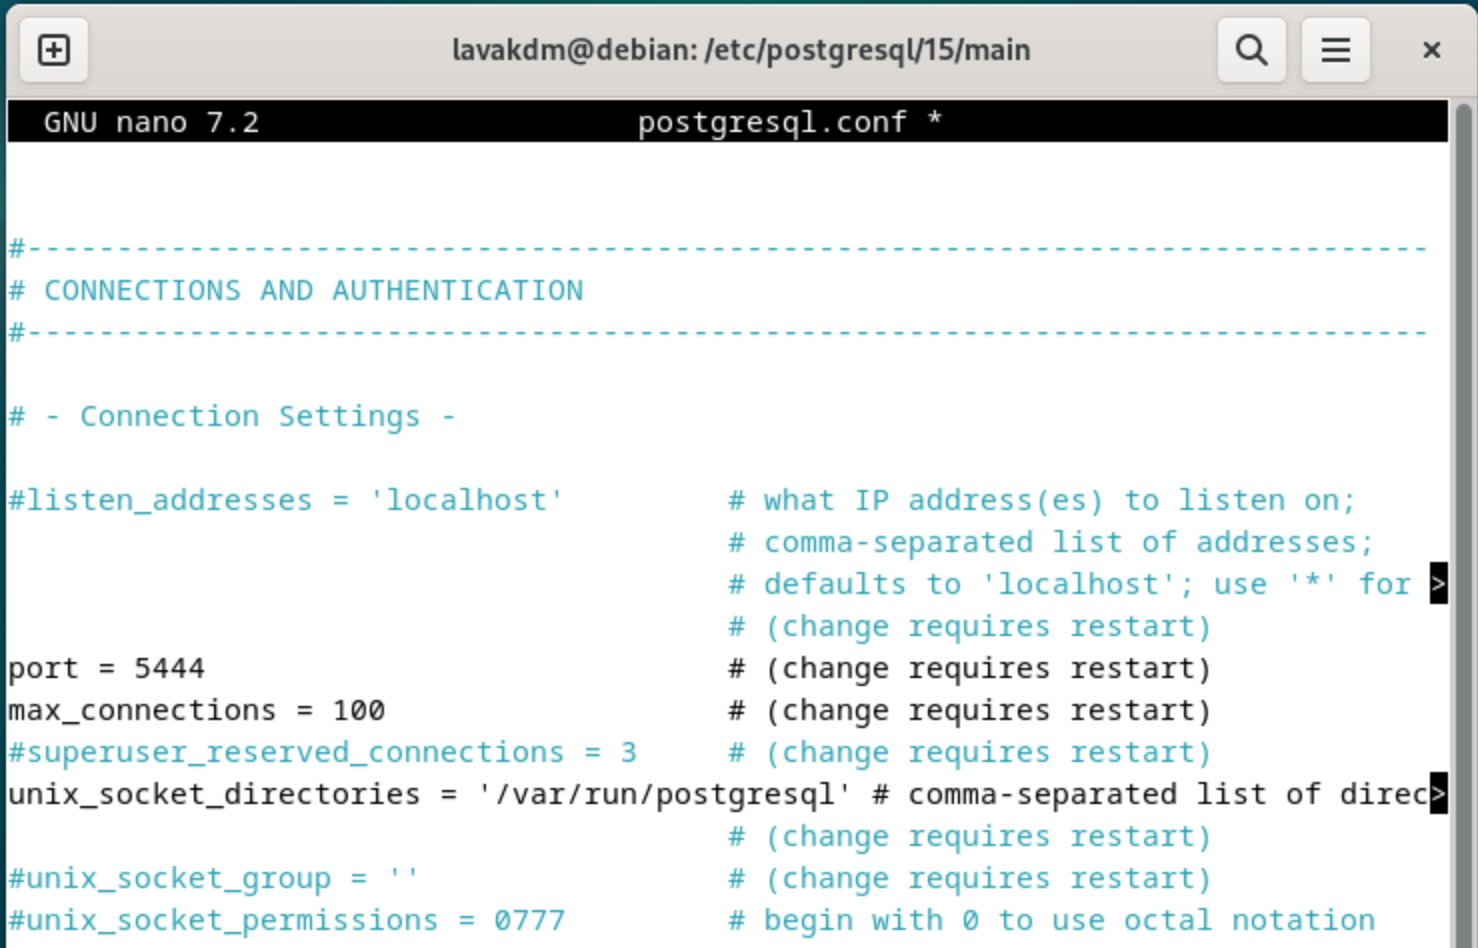 lavakdm@debian: /etc/postgresql/15/main
GNU nano 7.2 postgresql.conf *
#------------------------------------------------------------------------------
# CONNECTIONS AND AUTHENTICATION
#------------------------------------------------------------------------------
# - Connection Settings -
#listen_addresses = 'localhost' # what IP address(es) to listen on;
# comma-separated list of addresses;
# defaults to 'localhost'; use '*' for >
# (change requires restart)
port = 5444 # (change requires restart)
max_connections = 100 # (change requires restart)
#superuser_reserved_connections = 3 # (change requires restart)
unix_socket_directories = '/var/run/postgresql' # comma-separated list of direc>
# (change requires restart)
#unix_socket_group = '' # (change requires restart)
#unix_socket_permissions = 0777 # begin with 0 to use octal notation